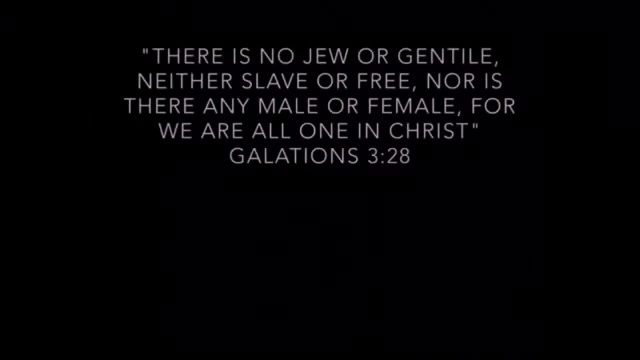 "THERE IS NO JEW OR GENTILE,
NEITHER SLAVE OR FREE, NOR IS
THERE ANY MALE OR FEMALE, FOR
WE ARE ALL ONE IN CHRIST"
GALATIONS 3:28